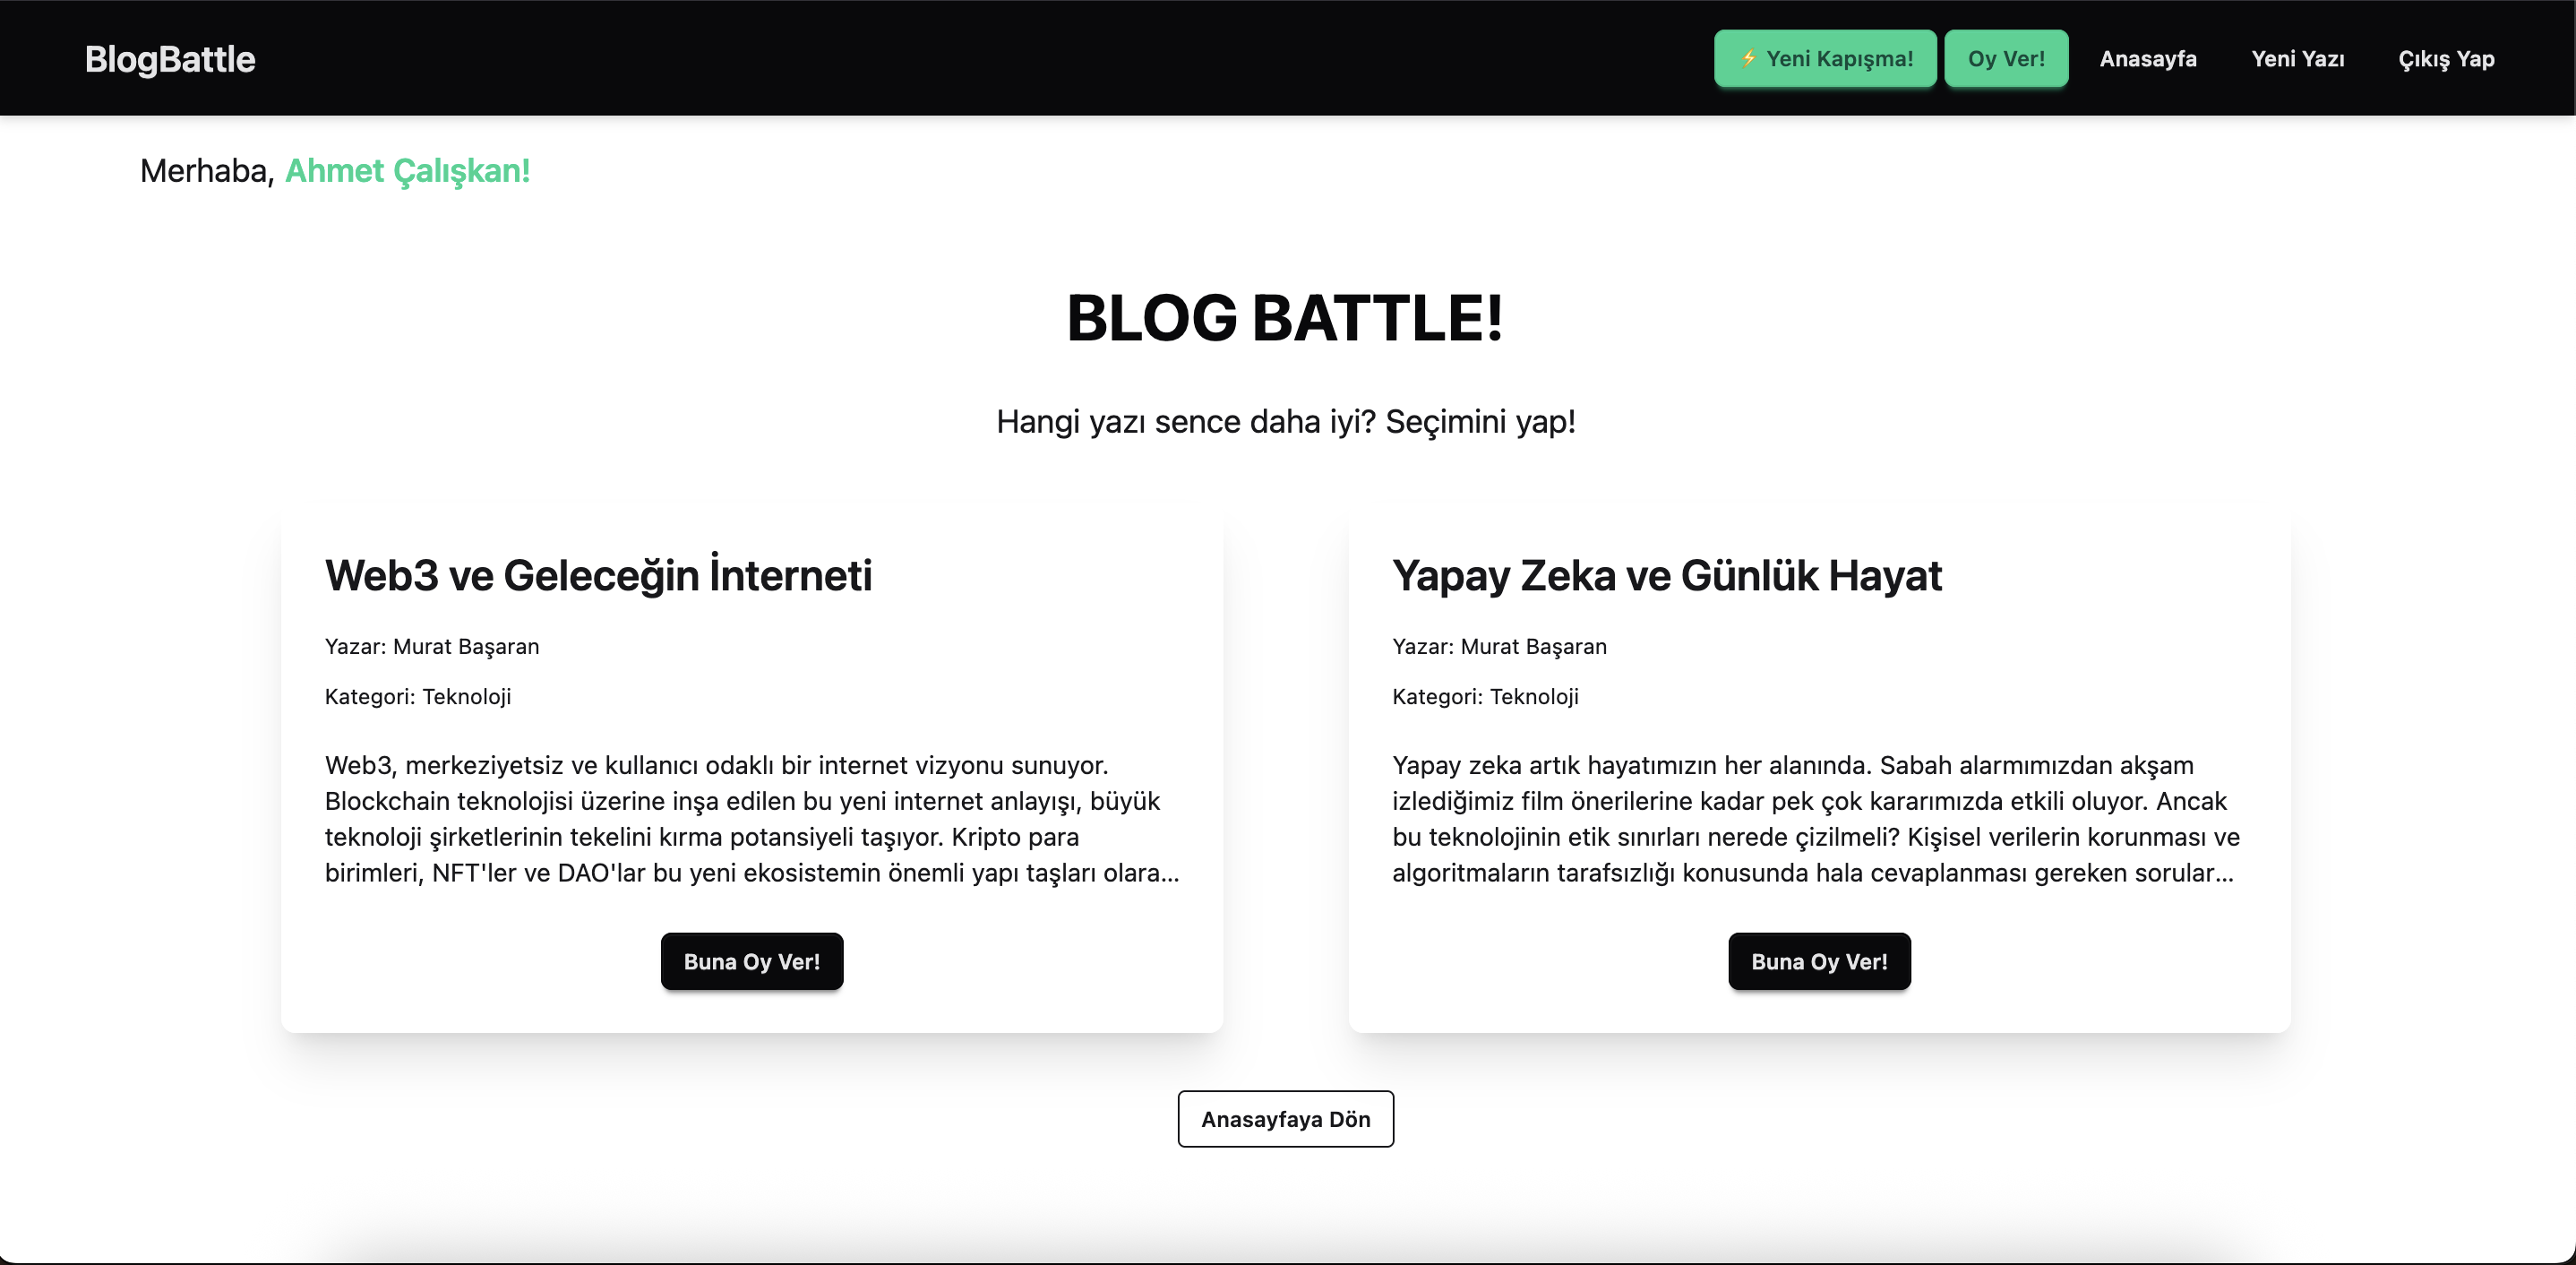 BlogBattle
⚡ Yeni Kapışma!
Oy Ver!
Anasayfa
Yeni Yazı
Çıkış Yap
Merhaba, Ahmet Çalışkan!
BLOG BATTLE!
Hangi yazı sence daha iyi? Seçimini yap!
Web3 ve Geleceğin İnterneti
Yazar: Murat Başaran
Kategori: Teknoloji
Web3, merkeziyetsiz ve kullanıcı odaklı bir internet vizyonu sunuyor.
Blockchain teknolojisi üzerine inşa edilen bu yeni internet anlayışı, büyük
teknoloji şirketlerinin tekelini kırma potansiyeli taşıyor. Kripto para
birimleri, NFT'ler ve DAO'lar bu yeni ekosistemin önemli yapı taşları olara...
Buna Oy Ver!
Yapay Zeka ve Günlük Hayat
Yazar: Murat Başaran
Kategori: Teknoloji
Yapay zeka artık hayatımızın her alanında. Sabah alarmımızdan akşam
izlediğimiz film önerilerine kadar pek çok kararımızda etkili oluyor. Ancak
bu teknolojinin etik sınırları nerede çizilmeli? Kişisel verilerin korunması ve
algoritmaların tarafsızlığı konusunda hala cevaplanması gereken sorular...
Buna Oy Ver!
Anasayfaya Dön